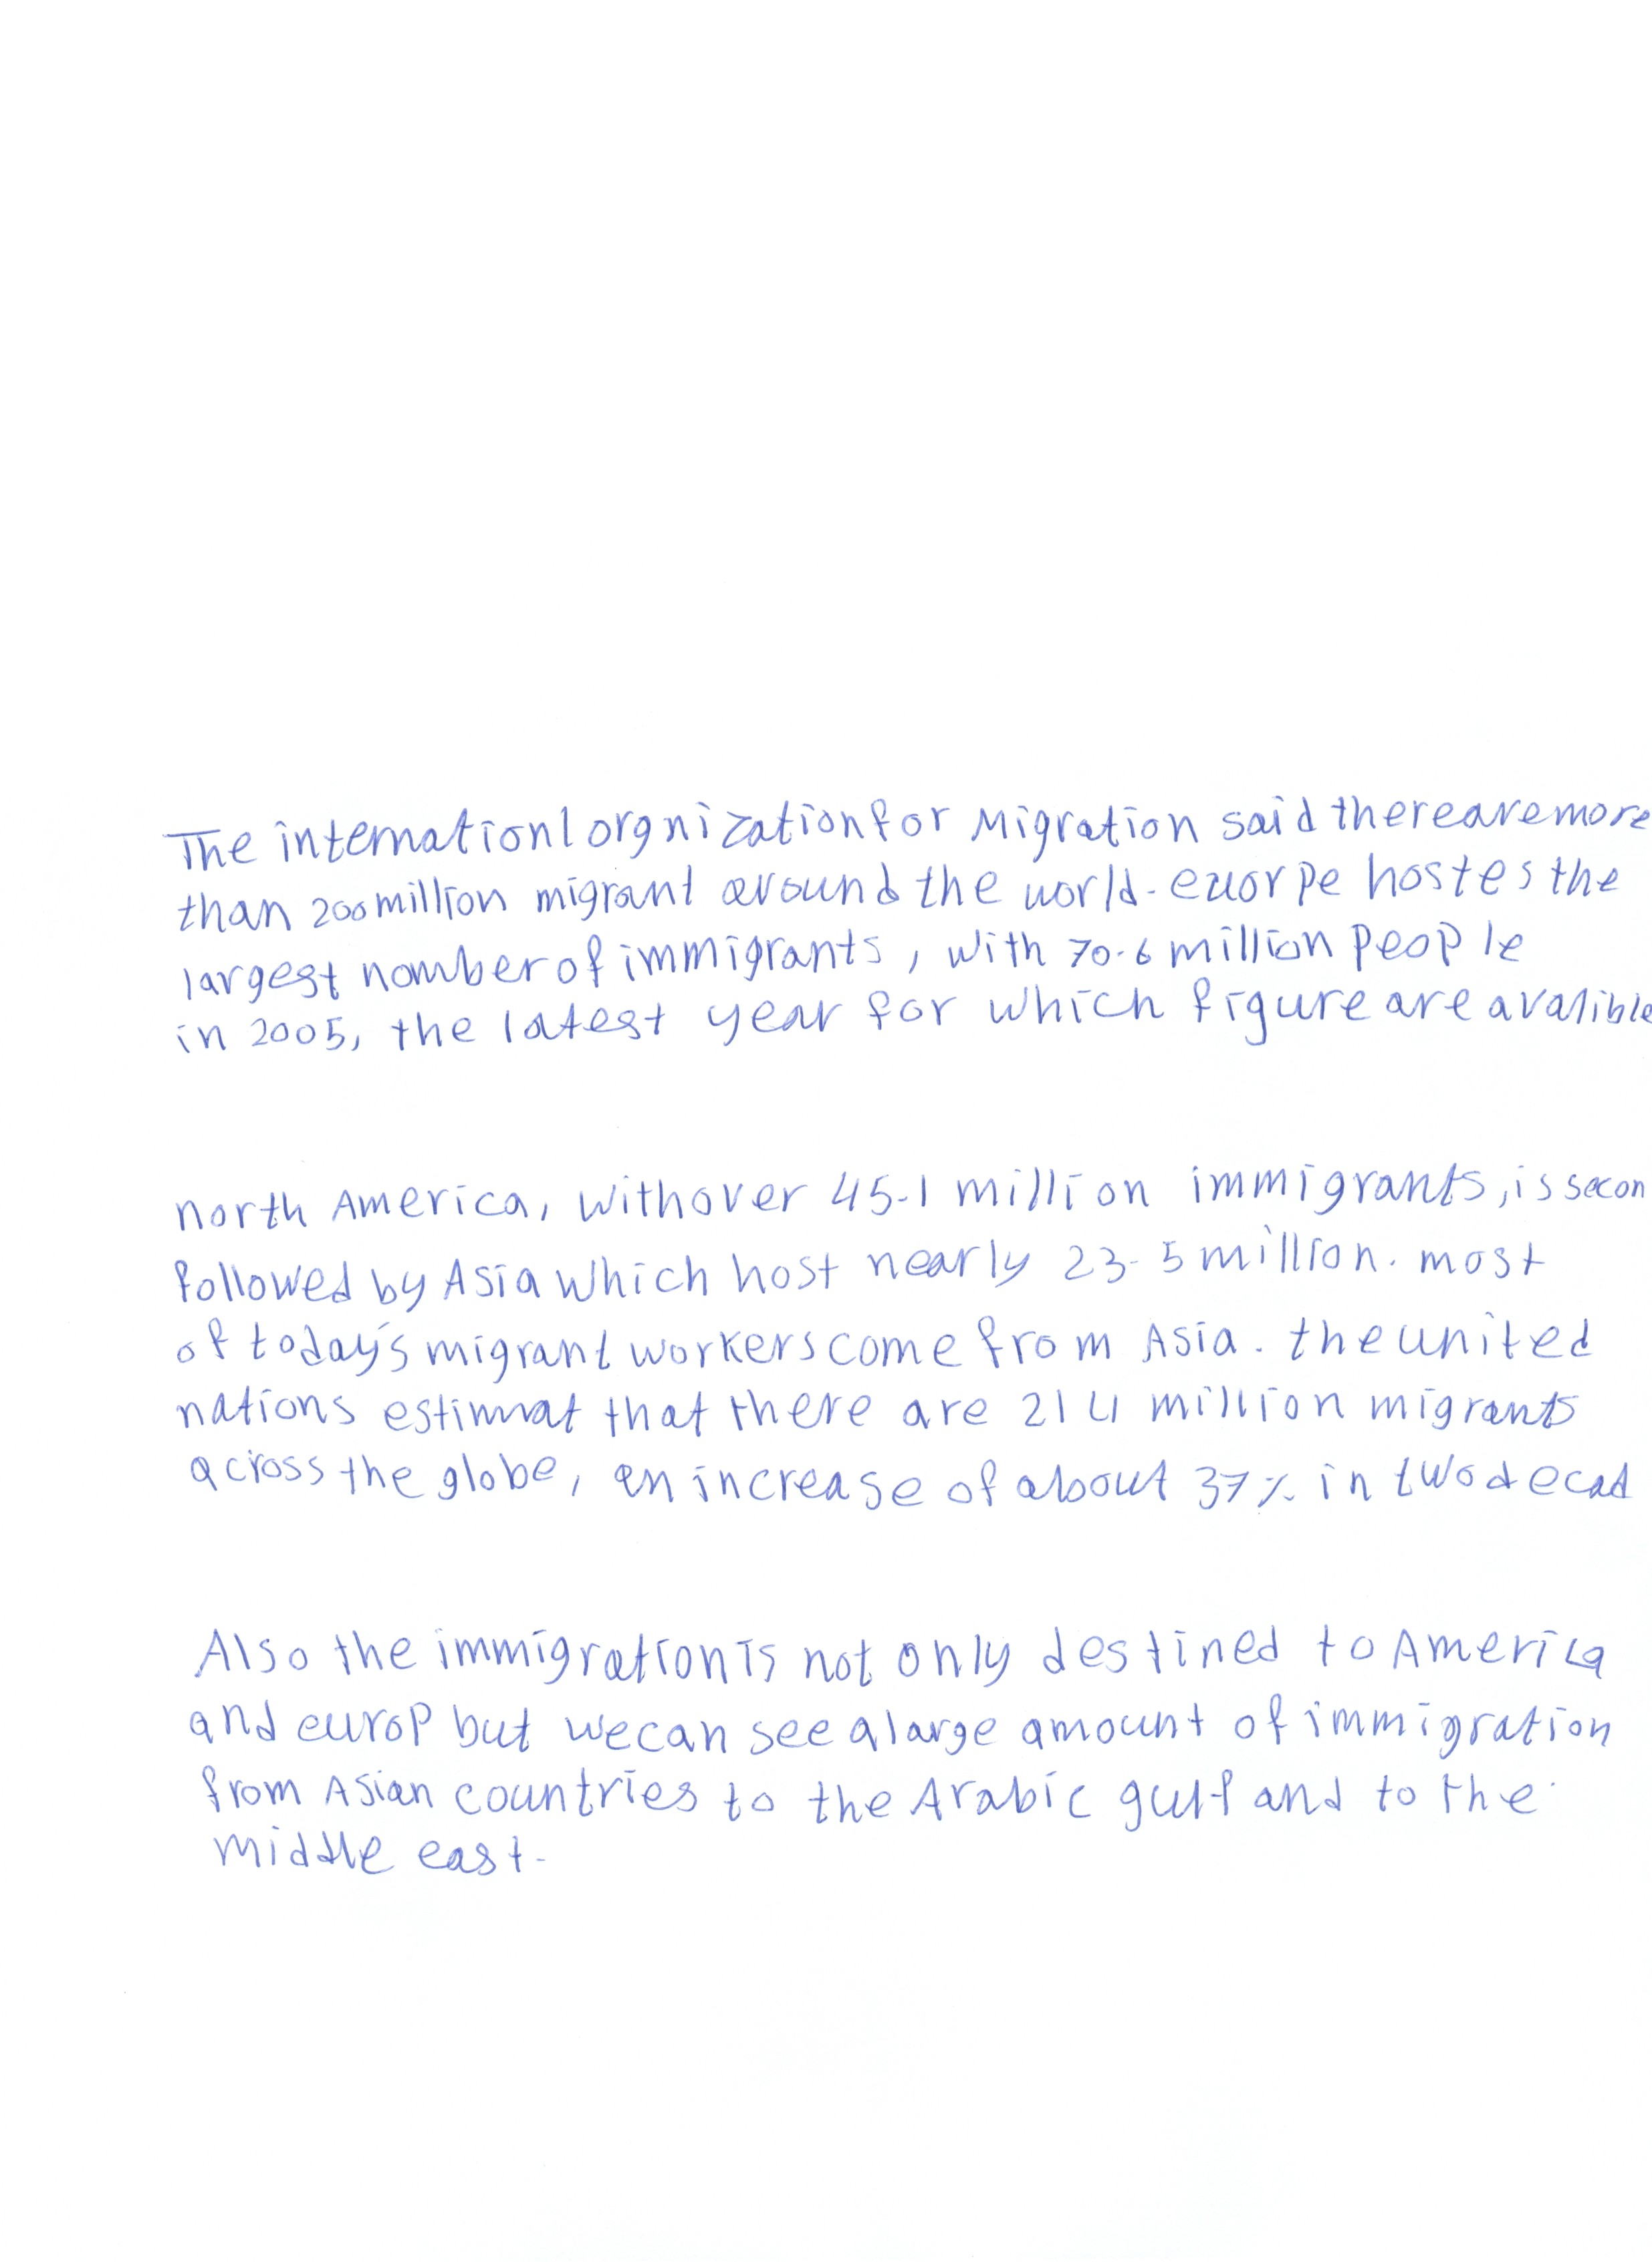 The internationl orgnization for Migration said there are more
than 200 million migrant around the world. euorpe hostes the
largest nomber of immigrants, with 70.6 million people
in 2005, the latest year for which figure are avalible
north America, with over 45.1 million immigrants, is secon
followed by Asia which host nearly 23.5 million. most
of today's migrant workers come from Asia. the united
nations estimat that there are 214 million migrants
across the globe, an increase of about 37% in two decad
Also the immigration is not only destined to America
and europ but we can see a large amount of immigration
from Asian countries to the Arabic gulf and to the
middle east.